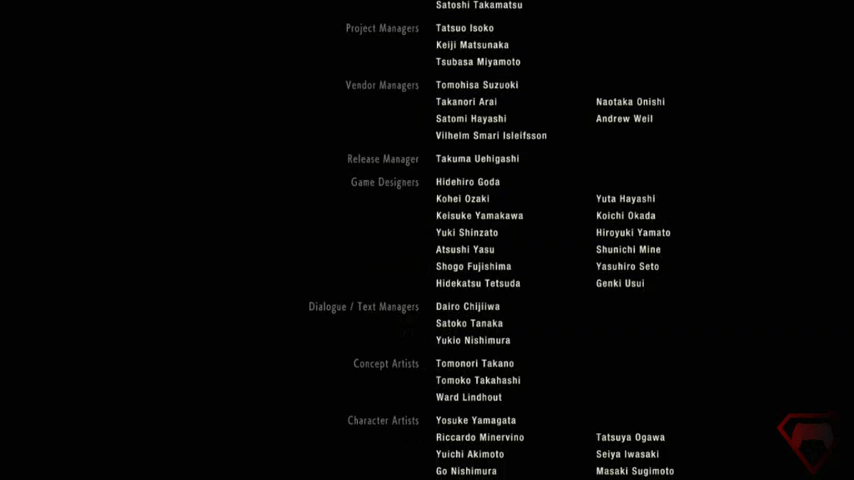 Satoshi Takamatsu
Project Managers Tatsuo Isoko
Keiji Matsunaka
Tsubasa Miyamoto
Vendor Managers Tomohisa Suzuoki
Takanori Arai Naotaka Onishi
Satomi Hayashi Andrew Weil
Vilhelm Smari Isleifsson
Release Manager Takuma Uehigashi
Game Designers Hidehiro Goda
Kohei Ozaki Yuta Hayashi
Keisuke Yamakawa Koichi Okada
Yuki Shinzato Hiroyuki Yamato
Atsushi Yasu Shunichi Mine
Shogo Fujishima Yasuhiro Seto
Hidekatsu Tetsuda Genki Usui
Dialogue / Text Managers Dairo Chijiiwa
Satoko Tanaka
Yukio Nishimura
Concept Artists Tomonori Takano
Tomoko Takahashi
Ward Lindhout
Character Artists Yosuke Yamagata
Riccardo Minervino Tatsuya Ogawa
Yuichi Akimoto Seiya Iwasaki
Go Nishimura Masaki Sugimoto